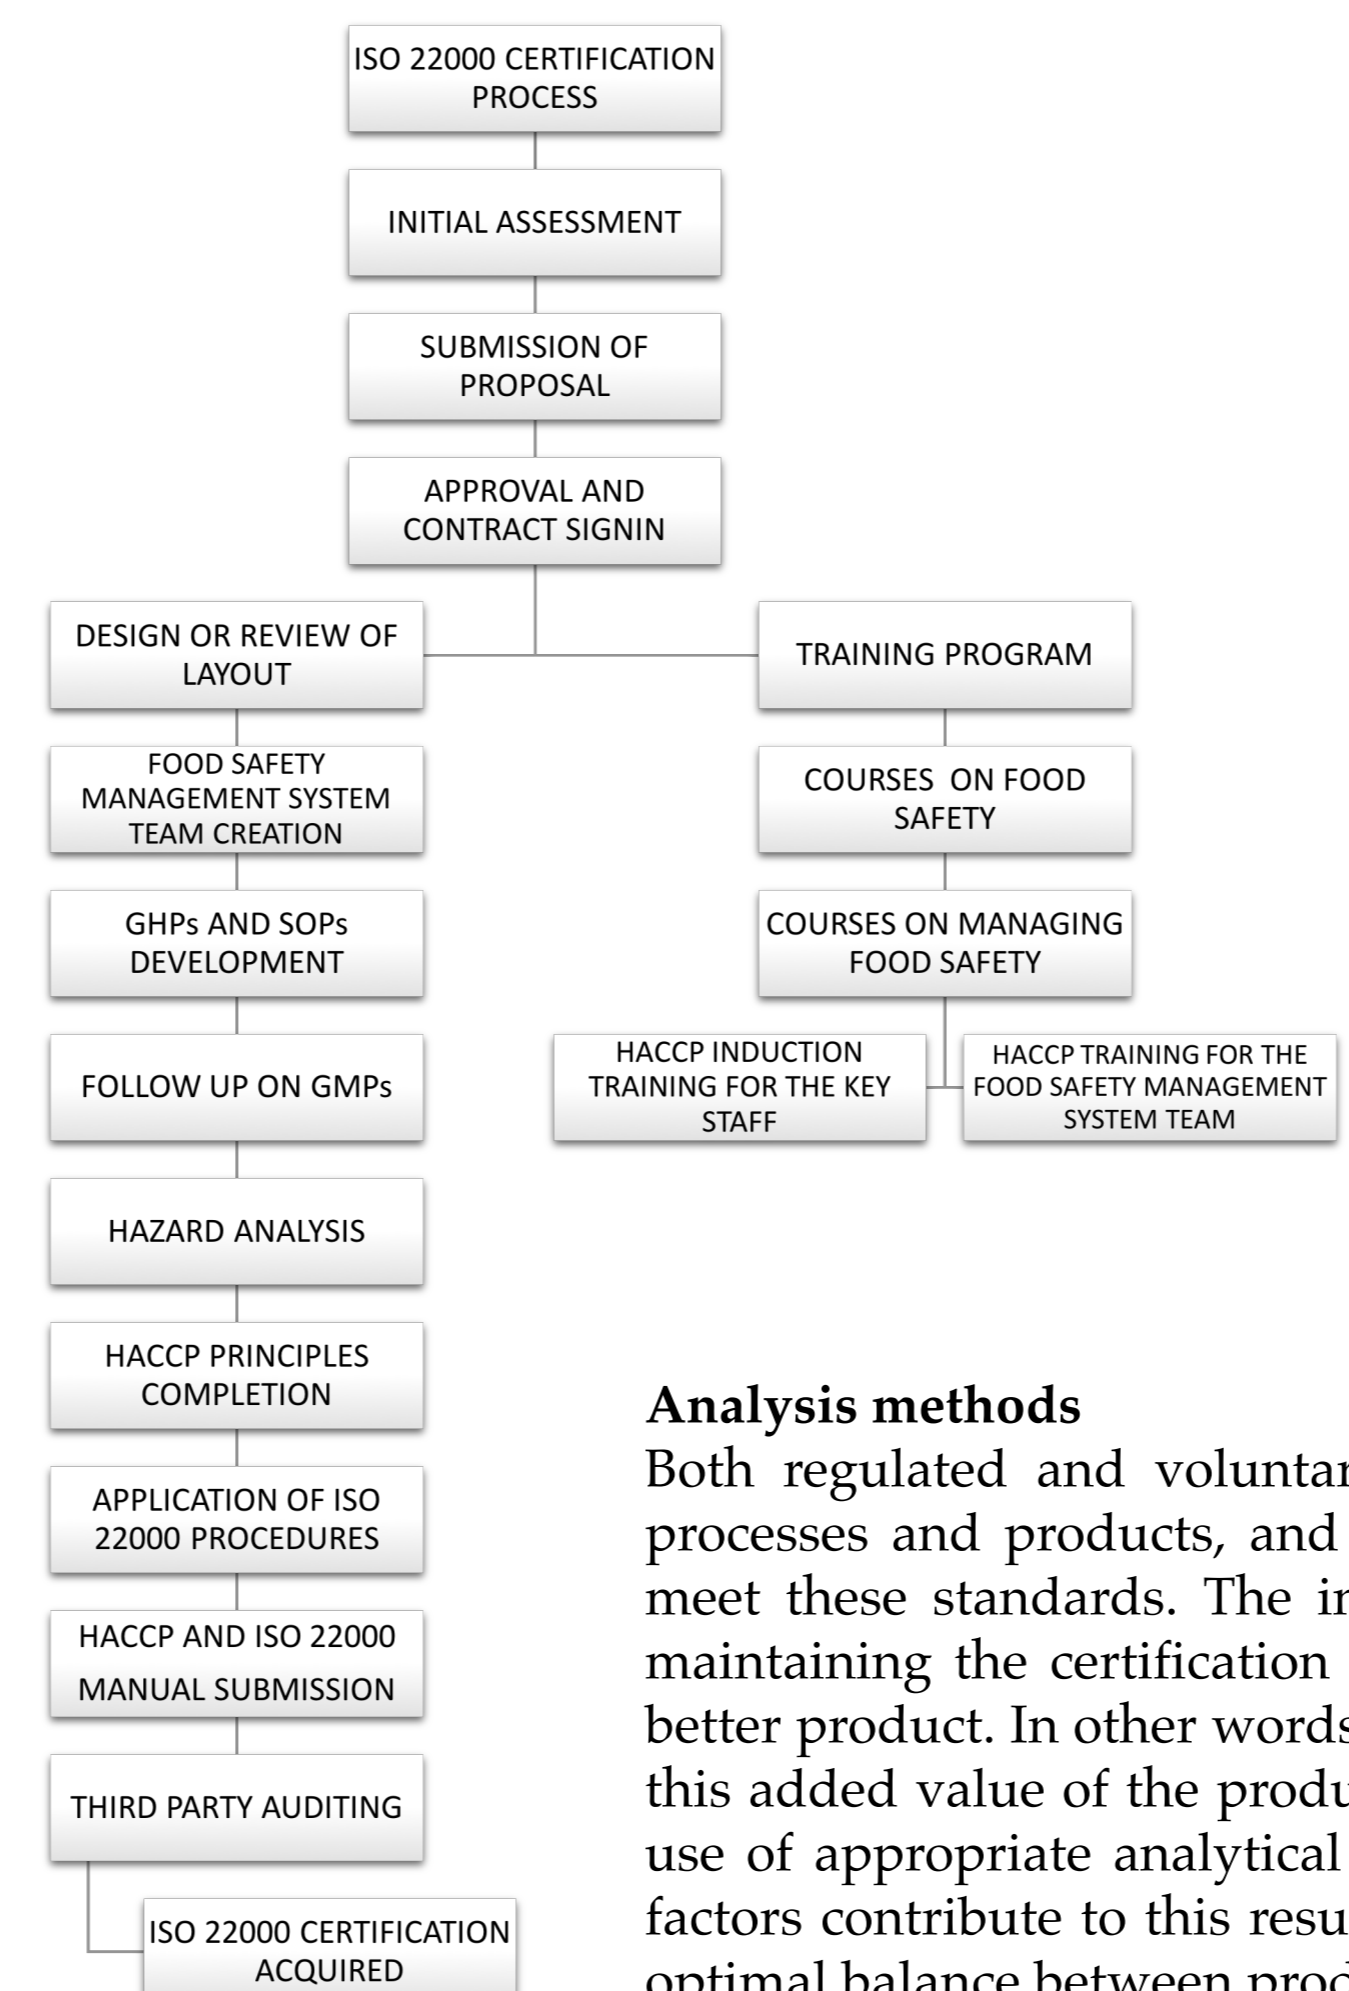 ISO 22000 CERTIFICATION
PROCESS
INITIAL ASSESSMENT
SUBMISSION OF
PROPOSAL
APPROVAL AND
CONTRACT SIGNIN
DESIGN OR REVIEW OF
LAYOUT
FOOD SAFETY
MANAGEMENT SYSTEM
TEAM CREATION
GHPs AND SOPs
DEVELOPMENT
FOLLOW UP ON GMPs
HAZARD ANALYSIS
HACCP PRINCIPLES
COMPLETION
APPLICATION OF ISO
22000 PROCEDURES
HACCP AND ISO 22000
MANUAL SUBMISSION
THIRD PARTY AUDITING
ISO 22000 CERTIFICATION
ACQUIRED
TRAINING PROGRAM
COURSES ON FOOD
SAFETY
COURSES ON MANAGING
FOOD SAFETY
HACCP INDUCTION
TRAINING FOR THE KEY
STAFF
HACCP TRAINING FOR THE
FOOD SAFETY MANAGEMENT
SYSTEM TEAM
Analysis methods
Both regulated and
processes and products, and
meet these standards. The
maintaining the certification
better product. In other words
this added value of the
use of appropriate analytical
factors contribute to this
optimal balance between